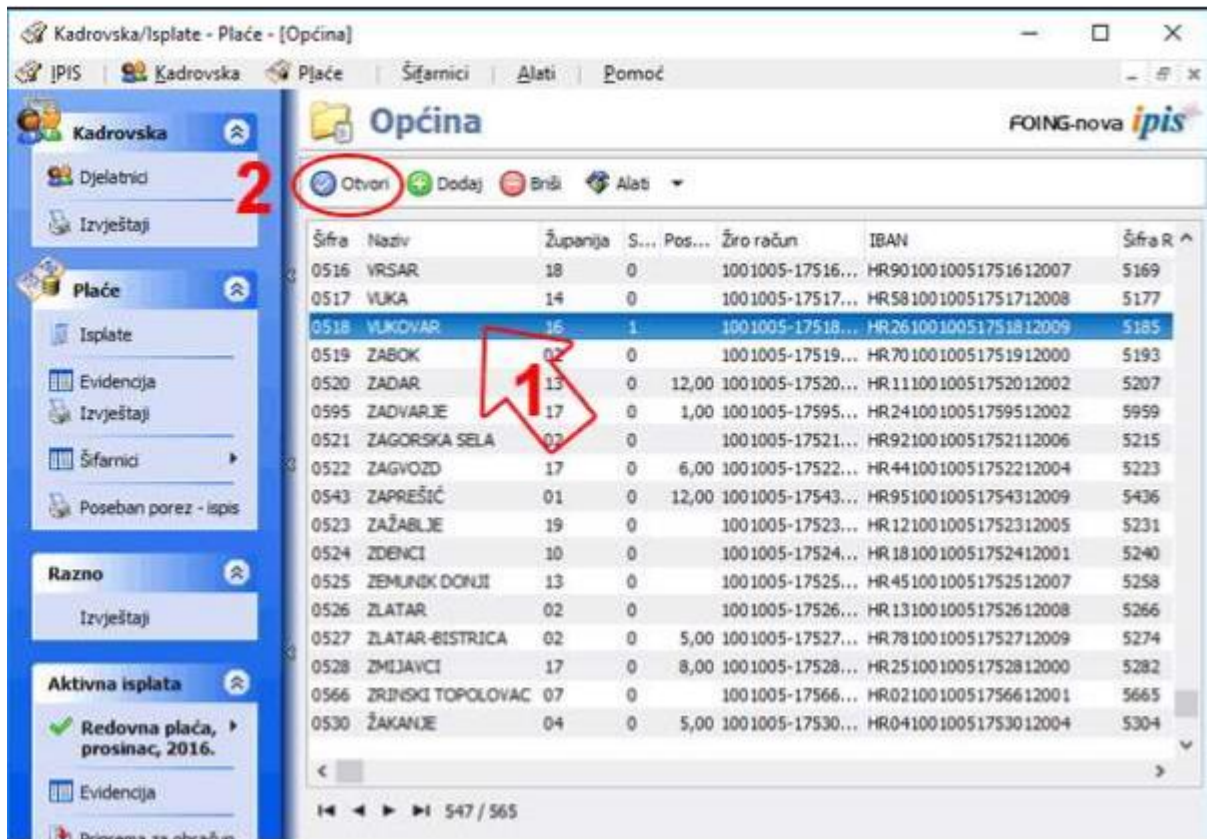 Kadrovska/Isplate - Plaće - [Općina]
IPIS Kadrovska Plaće Šifarnici Alati Pomoć
Kadrovska
Djelatnici
Izvještaji
Plaće
Isplate
Evidencija
Izvještaji
Šifarnici
Poseban porez - ispis
Razno
Izvještaji
Aktivna isplata
Redovna plaća,
prosinac, 2016.
Evidencija
Priprema za obračun
Općina
FOING-nova ipis
2
Otvori Dodaj Briši Alati
Šifra Naziv Županija S... Pos... Žiro račun IBAN Šifra R
0516 VRSAR 18 0 1001005-17516... HR9010010051751612007 5169
0517 VUKA 14 0 1001005-17517... HR5810010051751712008 5177
0518 VUKOVAR 16 1 1001005-17518... HR2610010051751812009 5185
0519 ZABOK 02 0 1001005-17519... HR7010010051751912000 5193
0520 ZADAR 13 0 12,00 1001005-17520... HR1110010051752012002 5207
0595 ZADVARJE 17 0 1,00 1001005-17595... HR2410010051759512002 5959
0521 ZAGORSKA SELA 02 0 1001005-17521... HR9210010051752112006 5215
0522 ZAGVOZD 17 0 6,00 1001005-17522... HR4410010051752212004 5223
0543 ZAPREŠIĆ 01 0 12,00 1001005-17543... HR9510010051754312009 5436
0523 ZAŽABLJE 19 0 1001005-17523... HR1210010051752312005 5231
0524 ZDENCI 10 0 1001005-17524... HR1810010051752412001 5240
0525 ZEMUNIK DONJI 13 0 1001005-17525... HR4510010051752512007 5258
0526 ZLATAR 02 0 1001005-17526... HR1310010051752612008 5266
0527 ZLATAR-BISTRICA 02 0 5,00 1001005-17527... HR7810010051752712009 5274
0528 ZMIJAVCI 17 0 8,00 1001005-17528... HR2510010051752812000 5282
0566 ZRINSKI TOPOLOVAC 07 0 1001005-17566... HR0210010051756612001 5665
0530 ŽAKANJE 04 0 5,00 1001005-17530... HR0410010051753012004 5304
1
547 / 565